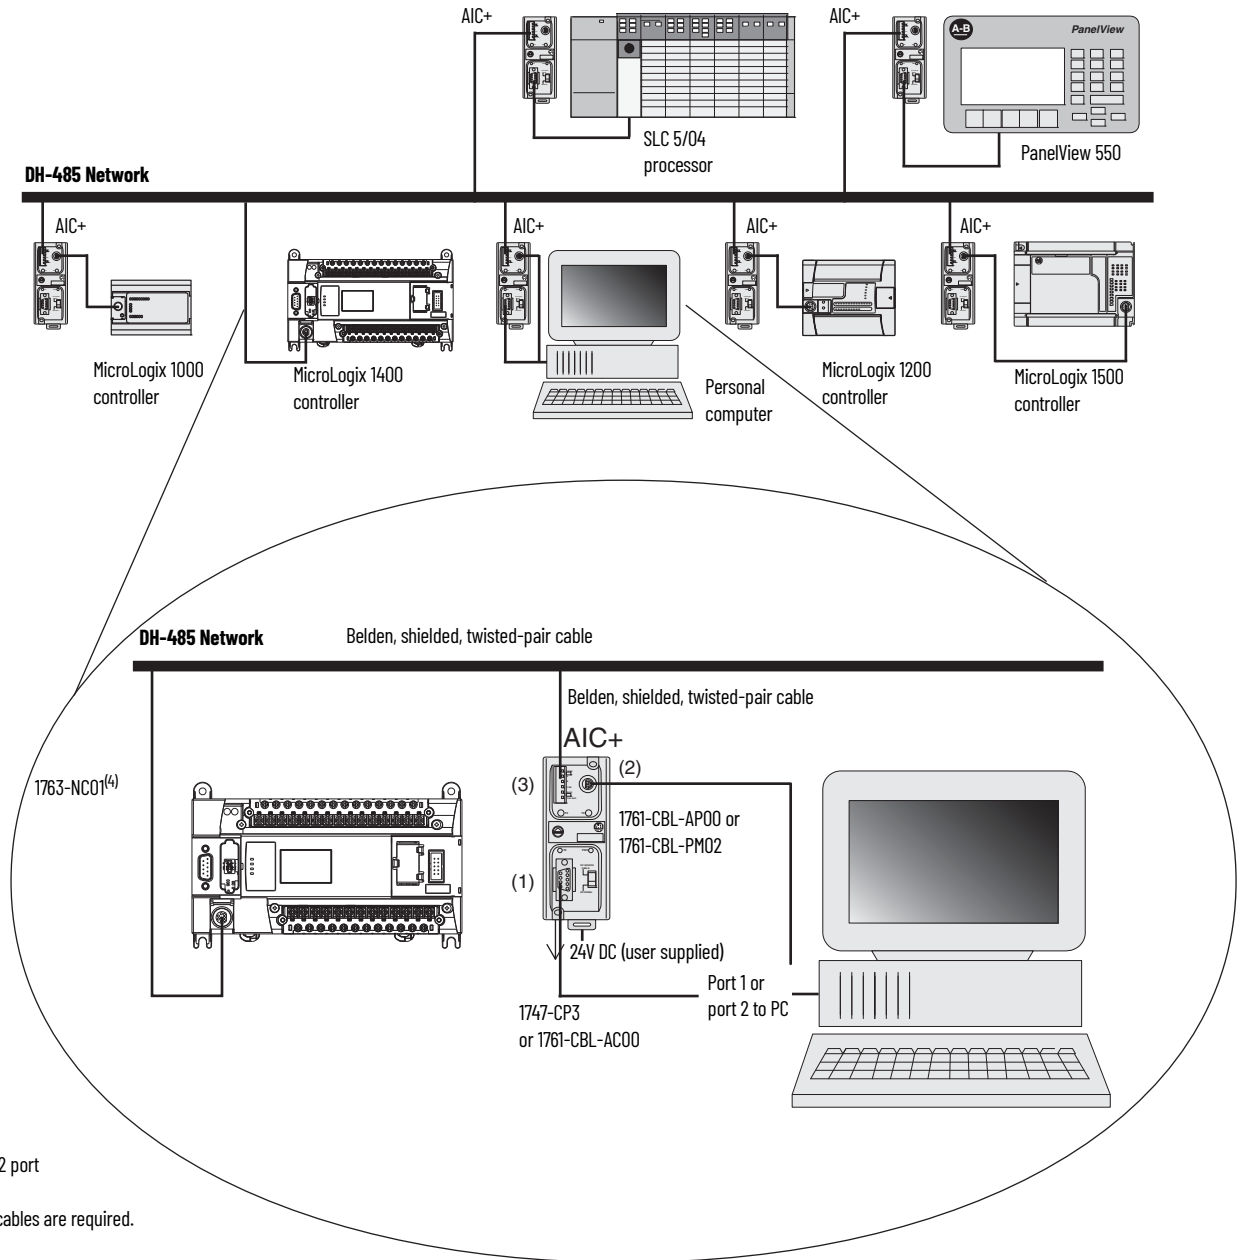 AIC+
AIC+
A-B
PanelView
SLC 5/04
processor
PanelView 550
DH-485 Network
AIC+
AIC+
AIC+
AIC+
MicroLogix 1000
controller
MicroLogix 1400
controller
Personal
computer
MicroLogix 1200
controller
MicroLogix 1500
controller
DH-485 Network
Belden, shielded, twisted-pair cable
Belden, shielded, twisted-pair cable
AIC+
(2)
(3)
1763-NC01(4)
1761-CBL-AP00 or
1761-CBL-PM02
(1)
24V DC (user supplied)
Port 1 or
port 2 to PC
1747-CP3
or 1761-CBL-AC00
2 port
cables are required.